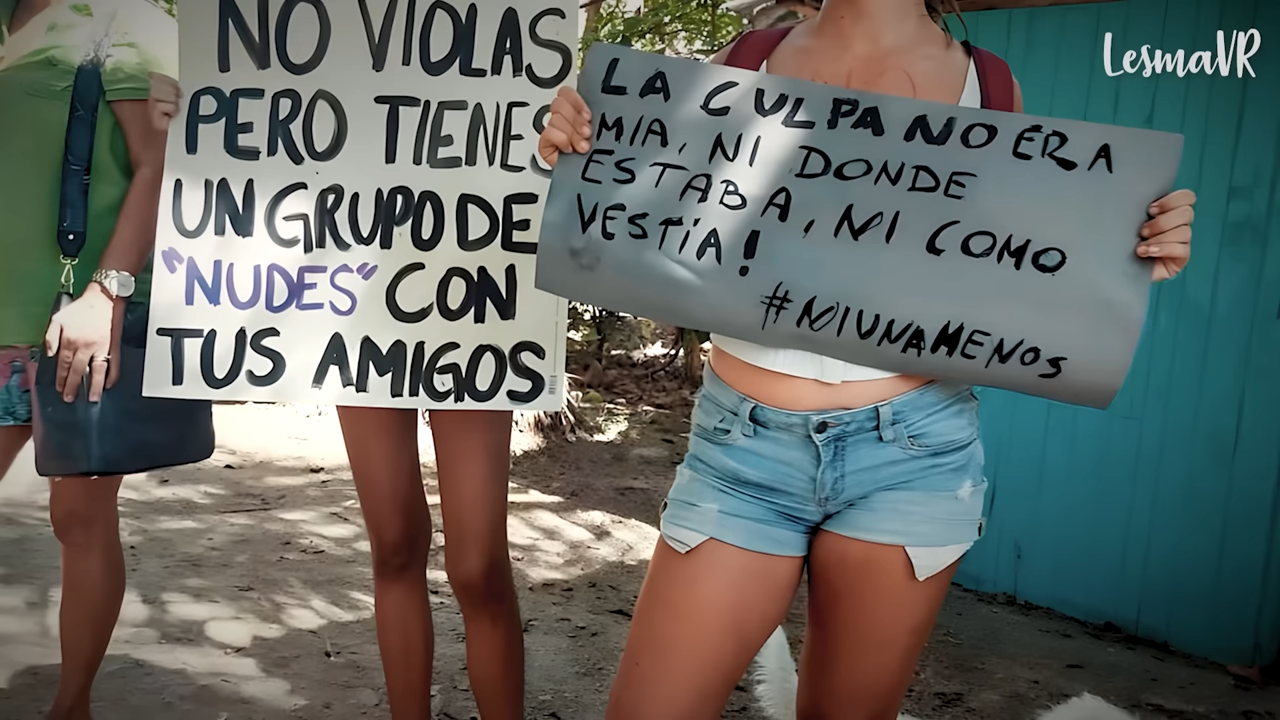 NO VIOLAS
PERO TIENES
UN GRUPO DE
"NUDES" CON
TUS AMIGOS
LA CULPA NO ERA
MIA, NI DONDE
ESTABA, NI COMO
VESTÍA!
#NIUNAMENOS
LesmaVR